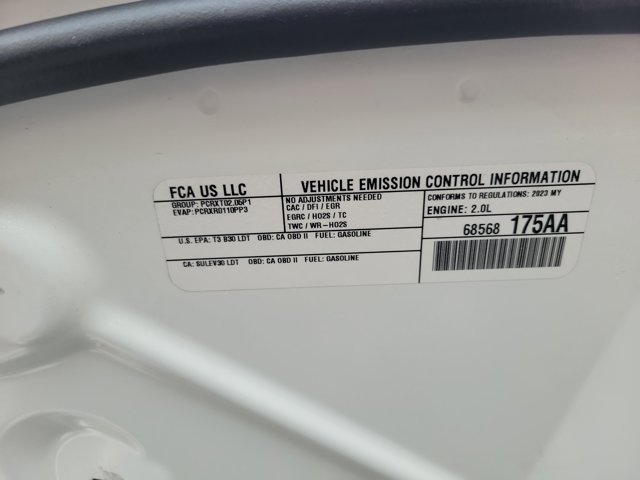 FCA US LLC
VEHICLE EMISSION CONTROL INFORMATION
GROUP: PCRXT02.05P1
EVAP: PCRXR0110PP3
NO ADJUSTMENTS NEEDED
CAC / DFI / EGR
EGRC / HO2S / TC
TWC / WR-HO2S
CONFORMS TO REGULATIONS: 2023 MY
ENGINE: 2.0L
68568 175AA
U.S. EPA: T3 B30 LDT OBD: CA OBD II FUEL: GASOLINE
CA: SULEV30 LDT OBD: CA OBD II FUEL: GASOLINE